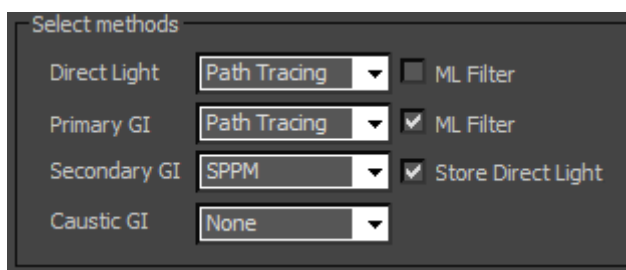 Select methods
Direct Light Path Tracing ML Filter
Primary GI Path Tracing ML Filter
Secondary GI SPPM Store Direct Light
Caustic GI None